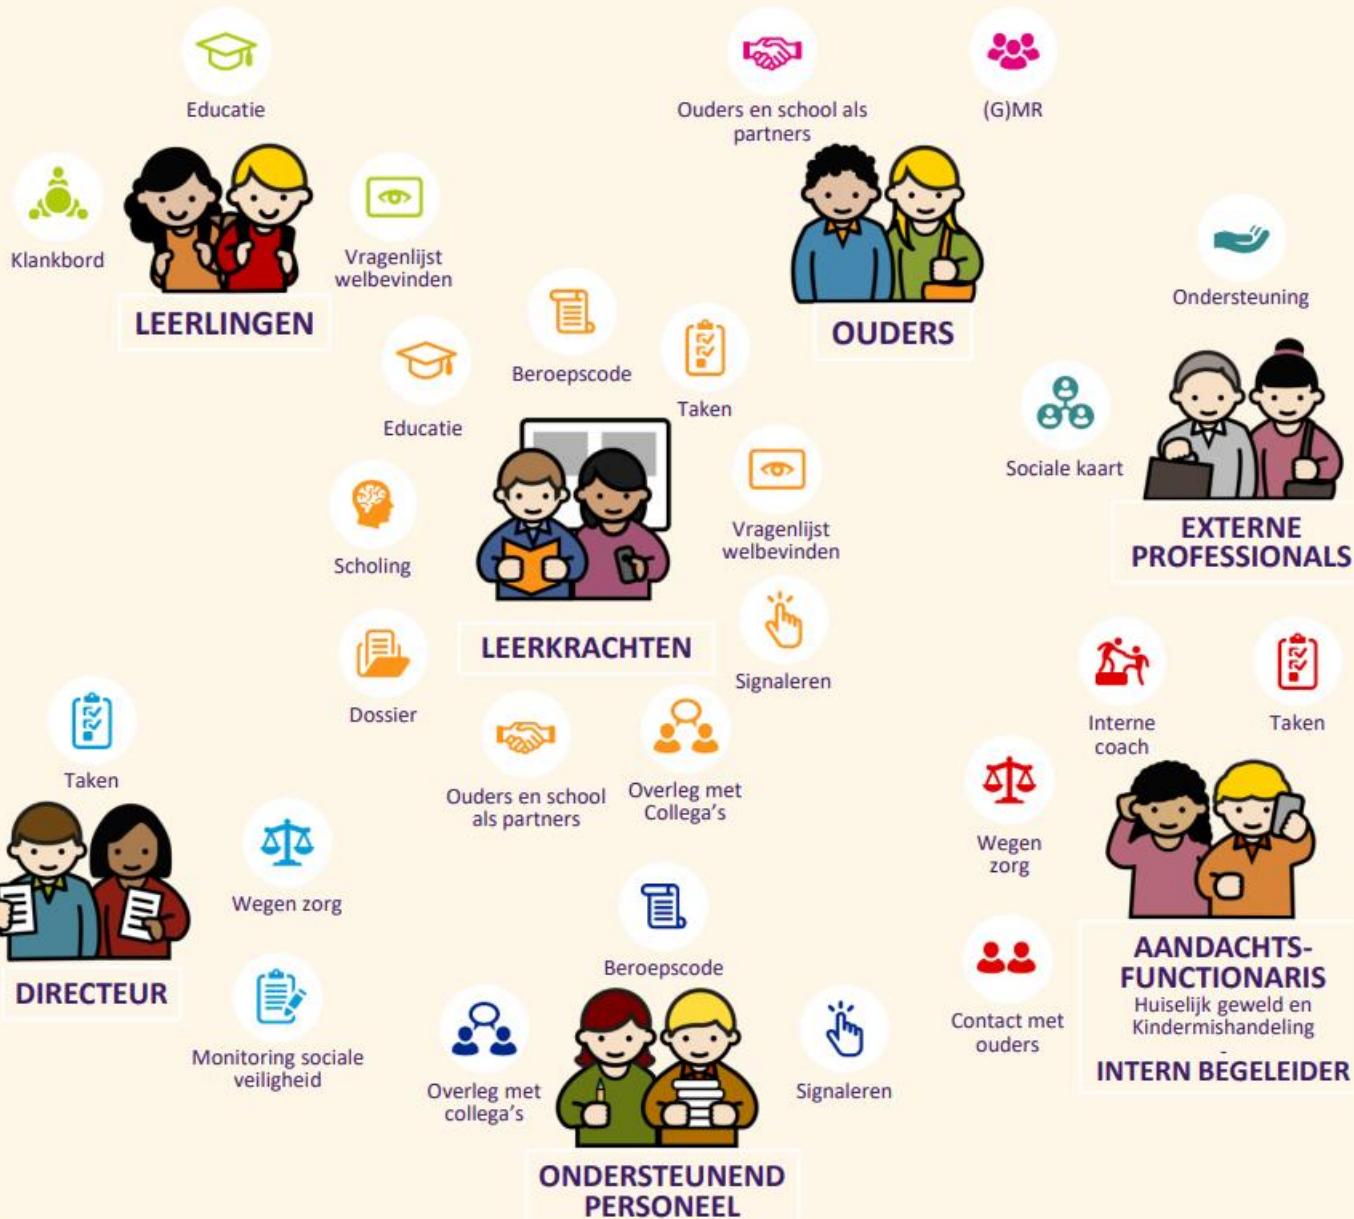 Educatie
Klankbord
Vragenlijst
welbevinden
LEERLINGEN
Ouders en school als
partners
(G)MR
OUDERS
Ondersteuning
Sociale kaart
EXTERNE
PROFESSIONALS
Beroepscode
Taken
Educatie
Vragenlijst
welbevinden
Scholing
LEERKRACHTEN
Signaleren
Dossier
Ouders en school
als partners
Overleg met
Collega's
Interne
coach
Taken
Wegen
zorg
Contact met
ouders
AANDACHTS-
FUNCTIONARIS
Huiselijk geweld en
Kindermishandeling
-
INTERN BEGELEIDER
Taken
Wegen zorg
DIRECTEUR
Monitoring sociale
veiligheid
Beroepscode
Overleg met
collega's
Signaleren
ONDERSTEUNEND
PERSONEEL